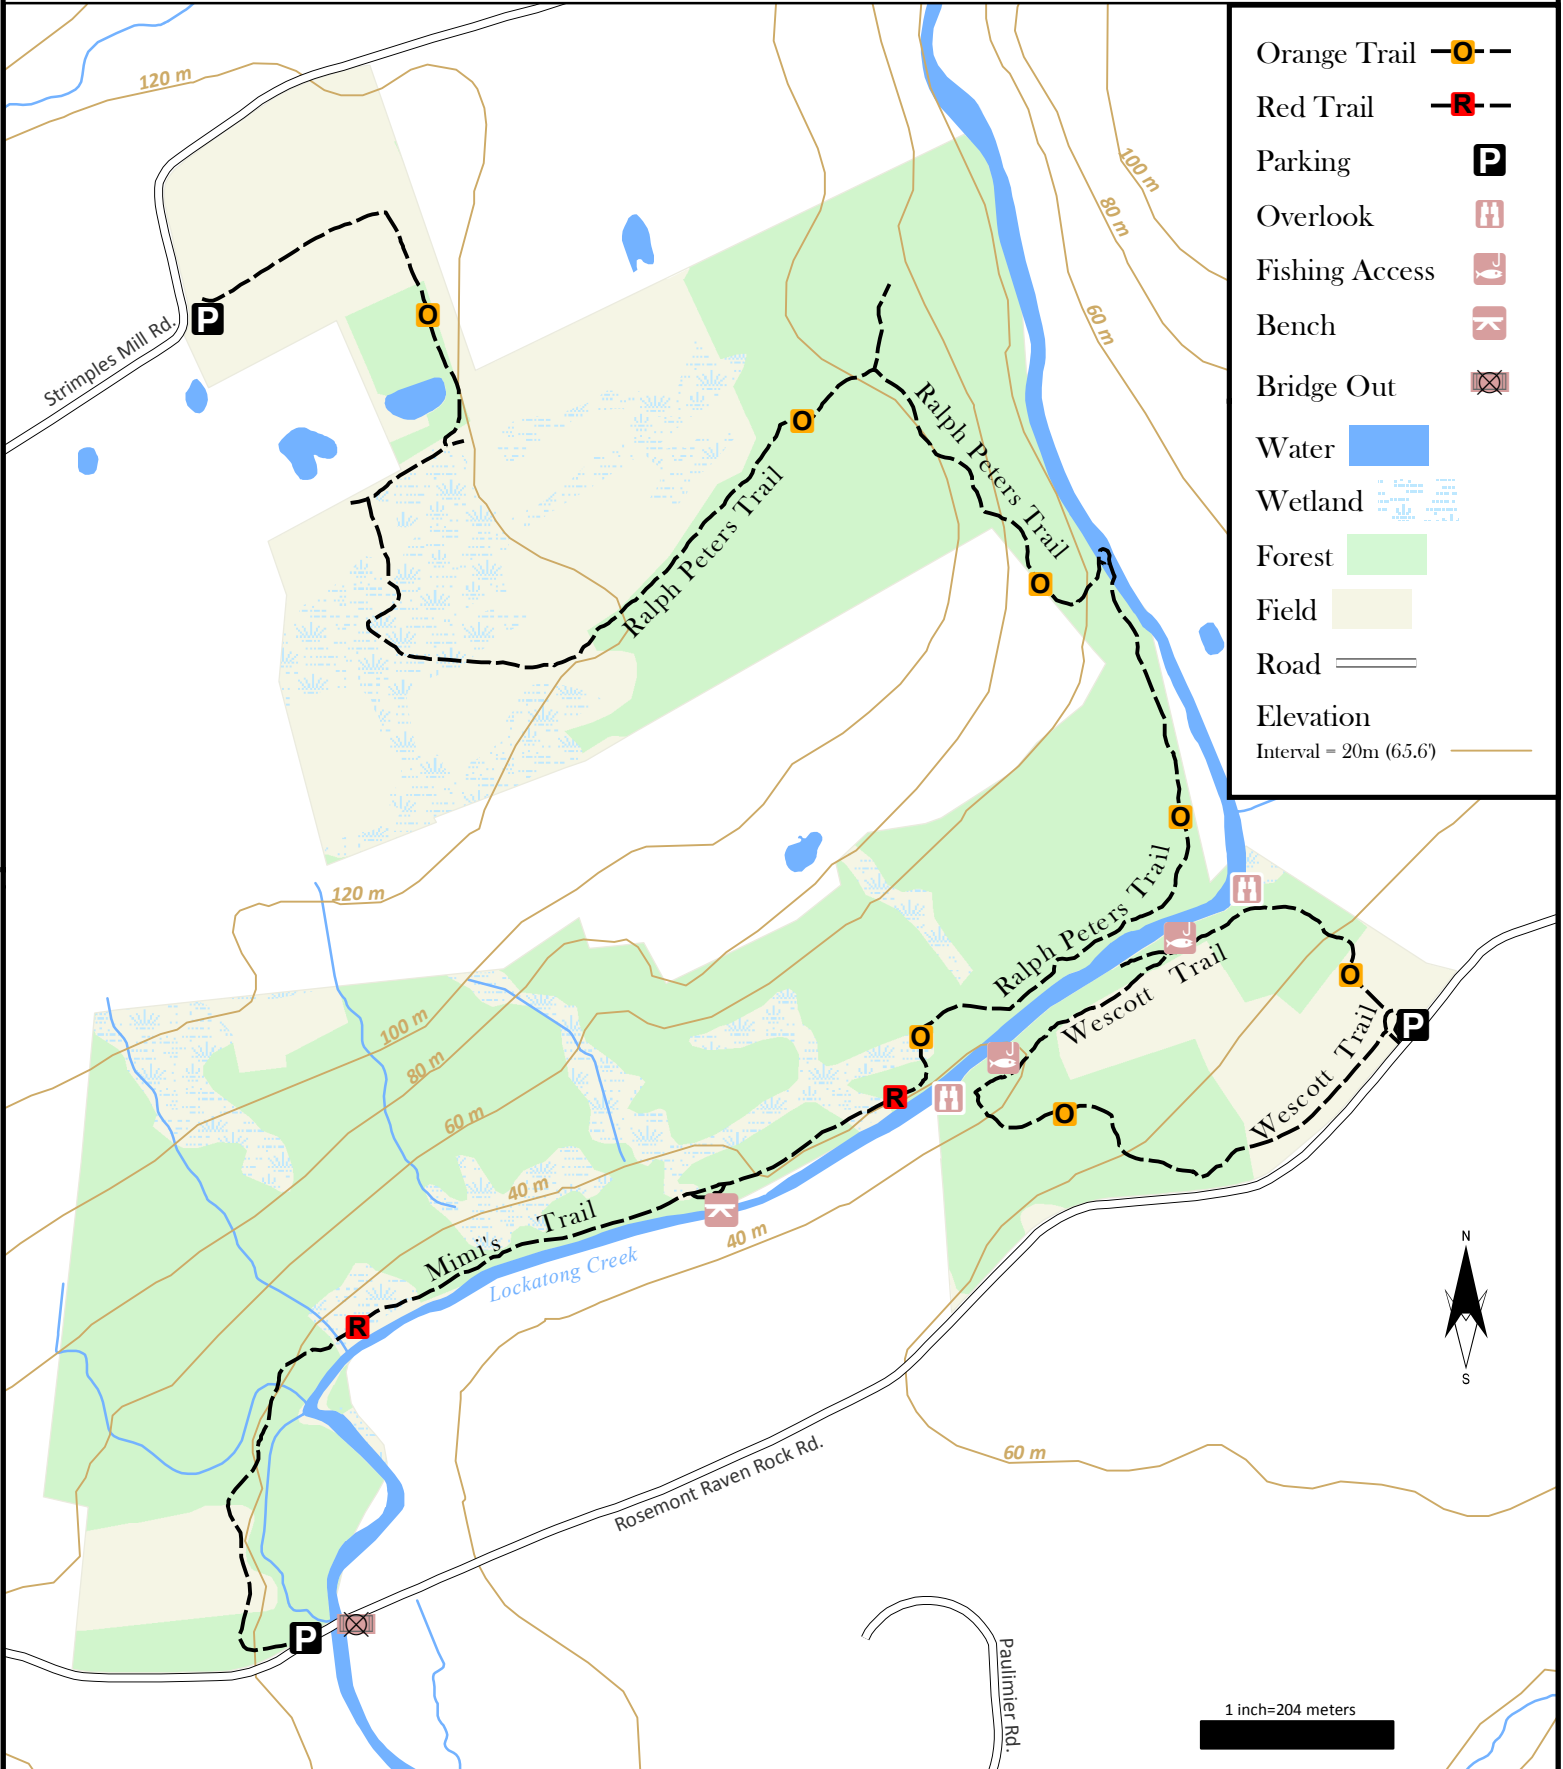 Orange Trail O
Red Trail R
Parking P
Overlook
Fishing Access
Bench
Bridge Out
Water
Wetland
Forest
Field
Road
Elevation
Interval = 20m (65.6')
120 m
100 m
80 m
60 m
P
Strimples Mill Rd.
O
O
Ralph Peters Trail
Ralph Peters Trail
O
O
Ralph Peters Trail
120 m
O
O
Wescott Trail
P
Wescott Trail
O
R
100 m
80 m
60 m
40 m
Mimi's Trail
40 m
Lockatong Creek
R
N
S
60 m
Rosemont Raven Rock Rd.
P
Paulimier Rd.
1 inch=204 meters